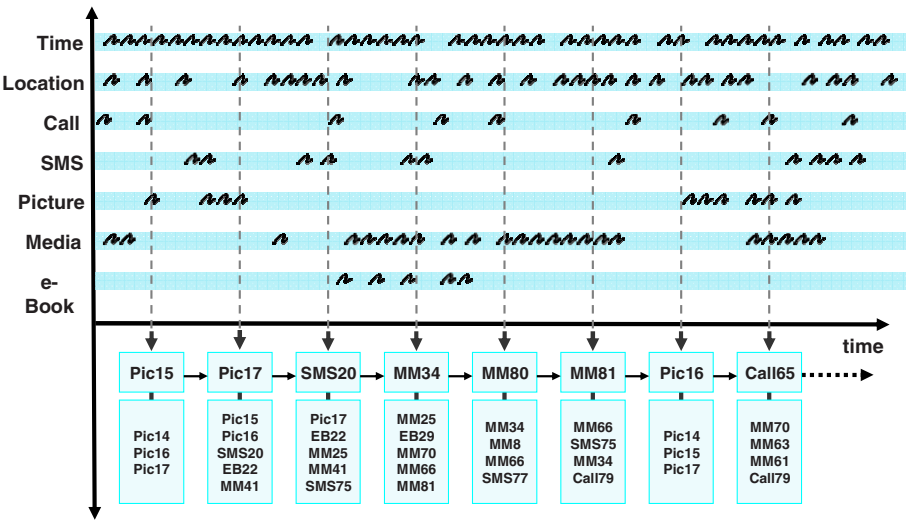 Time
Location
Call
SMS
Picture
Media
e-
Book
time
Pic15 Pic17 SMS20 MM34 MM80 MM81 Pic16 Call65
Pic14
Pic16
Pic17
Pic15
Pic16
SMS20
EB22
MM41
Pic17
EB22
MM25
MM41
SMS75
MM25
EB29
MM70
MM66
MM81
MM34
MM8
MM66
SMS77
MM66
SMS75
MM34
Call79
Pic14
Pic15
Pic17
MM70
MM63
MM61
Call79